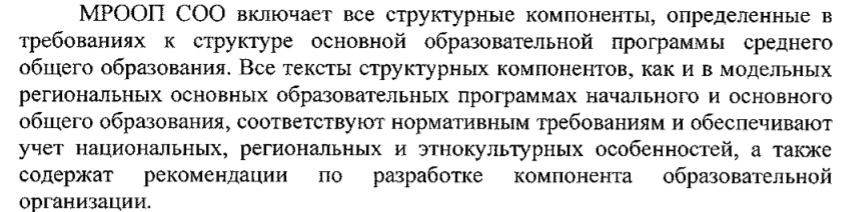 МРООП СОО включает все структурные компоненты, определенные в
требованиях к структуре основной образовательной программы среднего
общего образования. Все тексты структурных компонентов, как и в модельных
региональных основных образовательных программах начального и основного
общего образования, соответствуют нормативным требованиям и обеспечивают
учет национальных, региональных и этнокультурных особенностей, а также
содержат рекомендации по разработке компонента образовательной
организации.